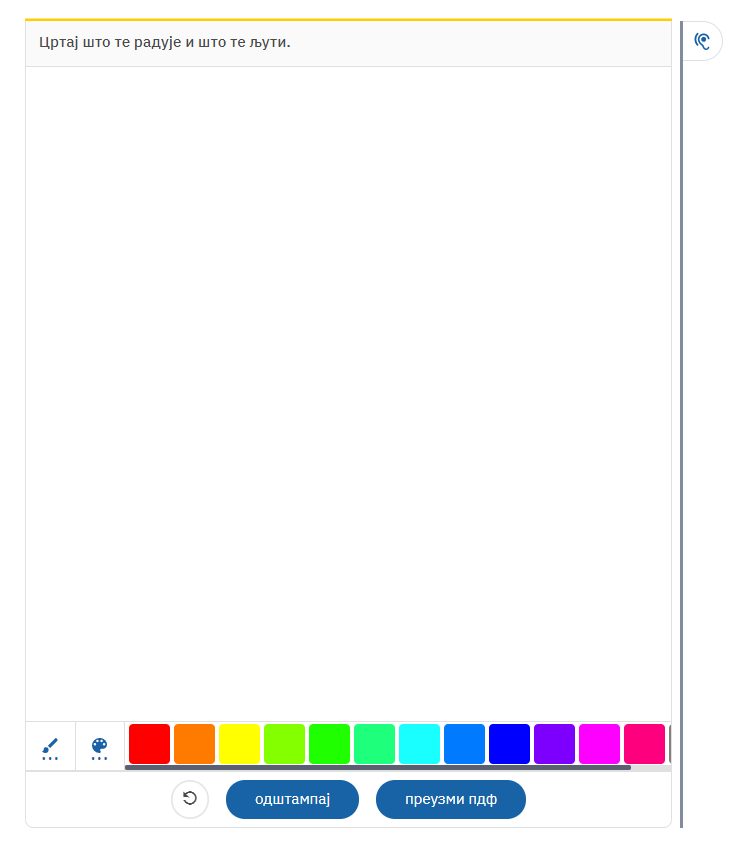 Цртај што те радује и што те љути.
одштампај
преузми пдф